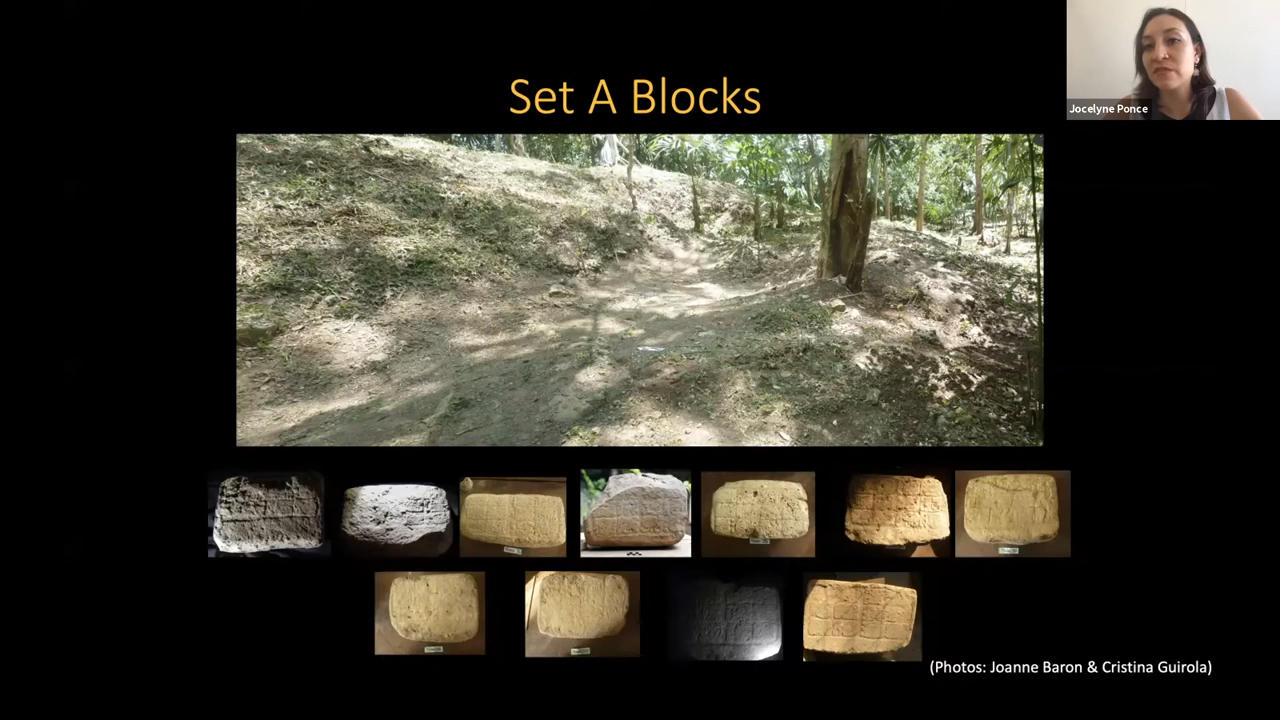 Set A Blocks
Jocelyne Ponce
(Photos: Joanne Baron & Cristina Guirola)